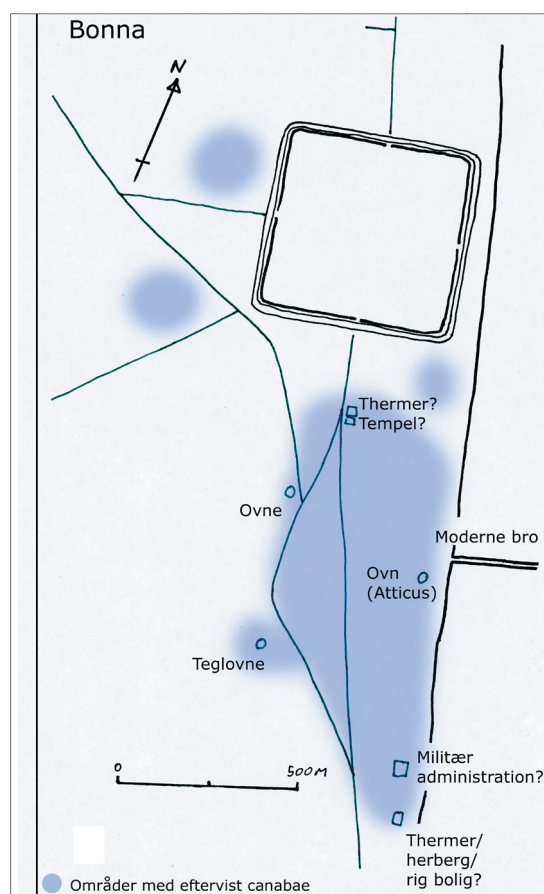 Bonna
N
Thermer?
Tempel?
Ovne
Moderne bro
Ovn
(Atticus)
Teglovne
Militær
administration?
0
500M
Thermer/
herberg/
rig bolig?
Områder med eftervist canabae